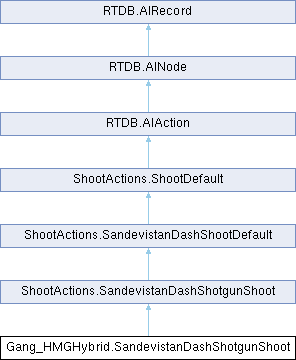 RTDB.AIRecord
RTDB.AINode
RTDB.AIAction
ShootActions.ShootDefault
ShootActions.SandevistanDashShootDefault
ShootActions.SandevistanDashShotgunShoot
Gang_HMGHybrid.SandevistanDashShotgunShoot